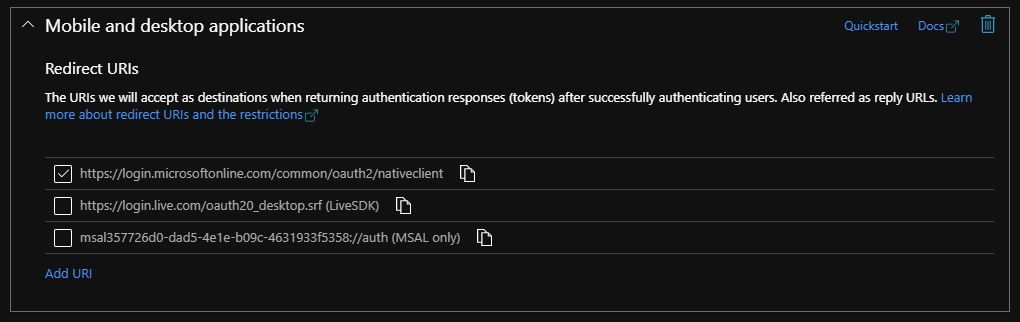 Mobile and desktop applications
Quickstart
Docs
Redirect URIs
The URIs we will accept as destinations when returning authentication responses (tokens) after successfully authenticating users. Also referred as reply URLs. Learn
more about redirect URIs and the restrictions
https://login.microsoftonline.com/common/oauth2/nativeclient
https://login.live.com/oauth20_desktop.srf (LiveSDK)
msal357726d0-dad5-4e1e-b09c-4631933f5358://auth (MSAL only)
Add URI